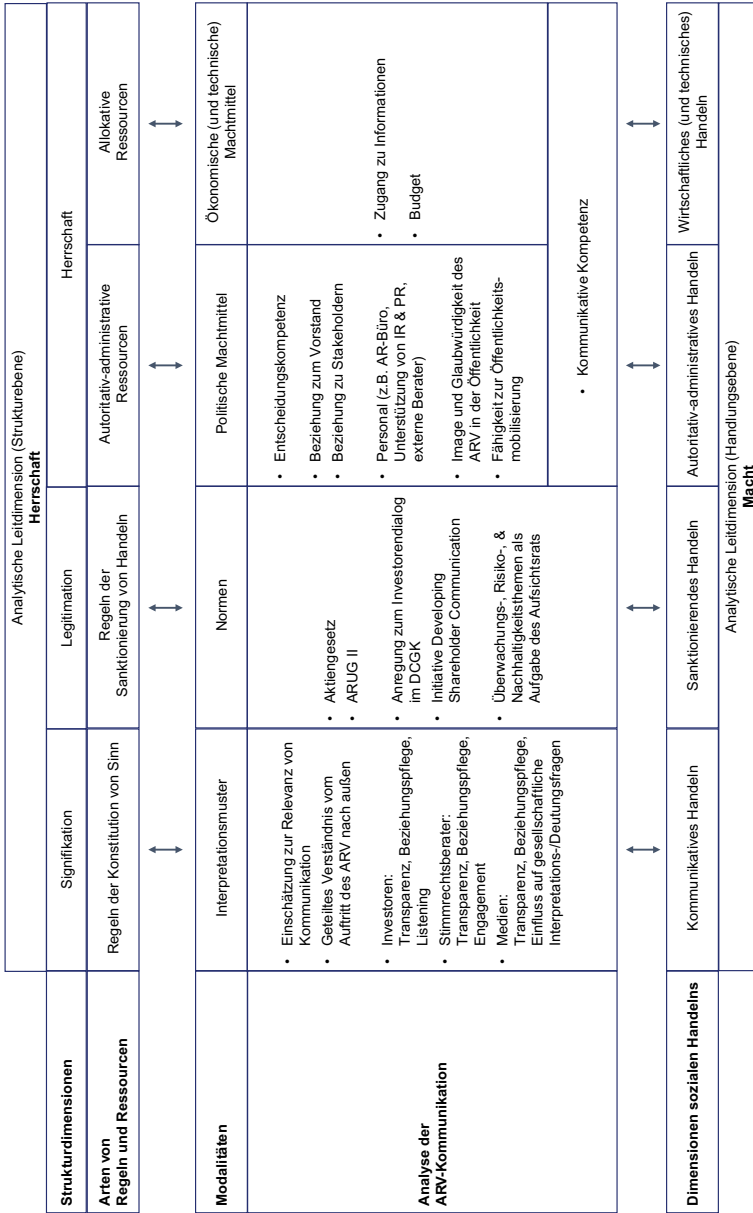 Analytische Leitdimension (Strukturebene)
Herrschaft
Strukturdimensionen
Signifikation
Legitimation
Herrschaft
Arten von
Regeln und Ressourcen
Regeln der Konstitution von Sinn
Regeln der
Sanktionierung von Handeln
Autoritativ-administrative
Ressourcen
Allokative
Ressourcen
Modalitäten
Interpretationsmuster
Normen
Politische Machtmittel
Ökonomische (und technische)
Machtmittel
Analyse der
ARV-Kommunikation
• Einschätzung zur Relevanz von
Kommunikation
• Geteiltes Verständnis vom
Auftritt des ARV nach außen
• Investoren:
Transparenz, Beziehungspflege,
Listening
• Stimmrechtsberater:
Transparenz, Beziehungspflege,
Engagement
• Medien:
Transparenz, Beziehungspflege,
Einfluss auf gesellschaftliche
Interpretations-/Deutungsfragen
• Aktiengesetz
• ARUG II
• Anregung zum Investorendialog
im DCGK
• Initiative Developing
Shareholder Communication
• Überwachungs-, Risiko-, &
Nachhaltigkeitsthemen als
Aufgabe des Aufsichtsrats
• Entscheidungskompetenz
• Beziehung zum Vorstand
• Beziehung zu Stakeholdern
• Personal (z.B. AR-Büro,
Unterstützung von IR & PR,
externe Berater)
• Image und Glaubwürdigkeit des
ARV in der Öffentlichkeit
• Fähigkeit zur Öffentlichkeits-
mobilisierung
• Zugang zu Informationen
• Budget
• Kommunikative Kompetenz
Dimensionen sozialen Handelns
Kommunikatives Handeln
Sanktionierendes Handeln
Autoritativ-administratives Handeln
Wirtschaftliches (und technisches)
Handeln
Analytische Leitdimension (Handlungsebene)
Macht